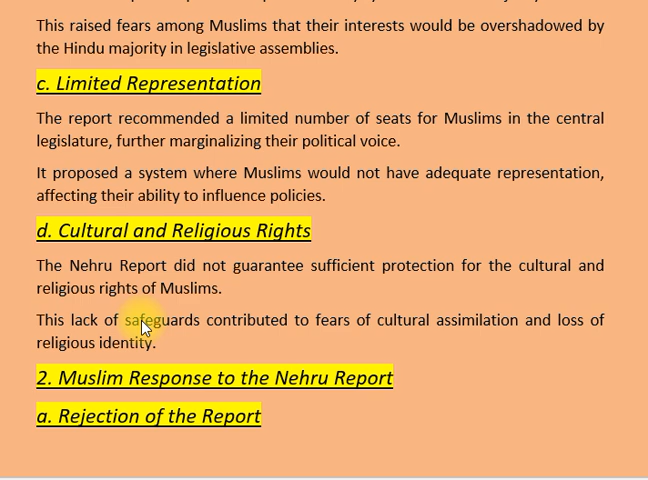 This raised fears among Muslims that their interests would be overshadowed by
the Hindu majority in legislative assemblies.
c. Limited Representation
The report recommended a limited number of seats for Muslims in the central
legislature, further marginalizing their political voice.
It proposed a system where Muslims would not have adequate representation,
affecting their ability to influence policies.
d. Cultural and Religious Rights
The Nehru Report did not guarantee sufficient protection for the cultural and
religious rights of Muslims.
This lack of safeguards contributed to fears of cultural assimilation and loss of
religious identity.
2. Muslim Response to the Nehru Report
a. Rejection of the Report